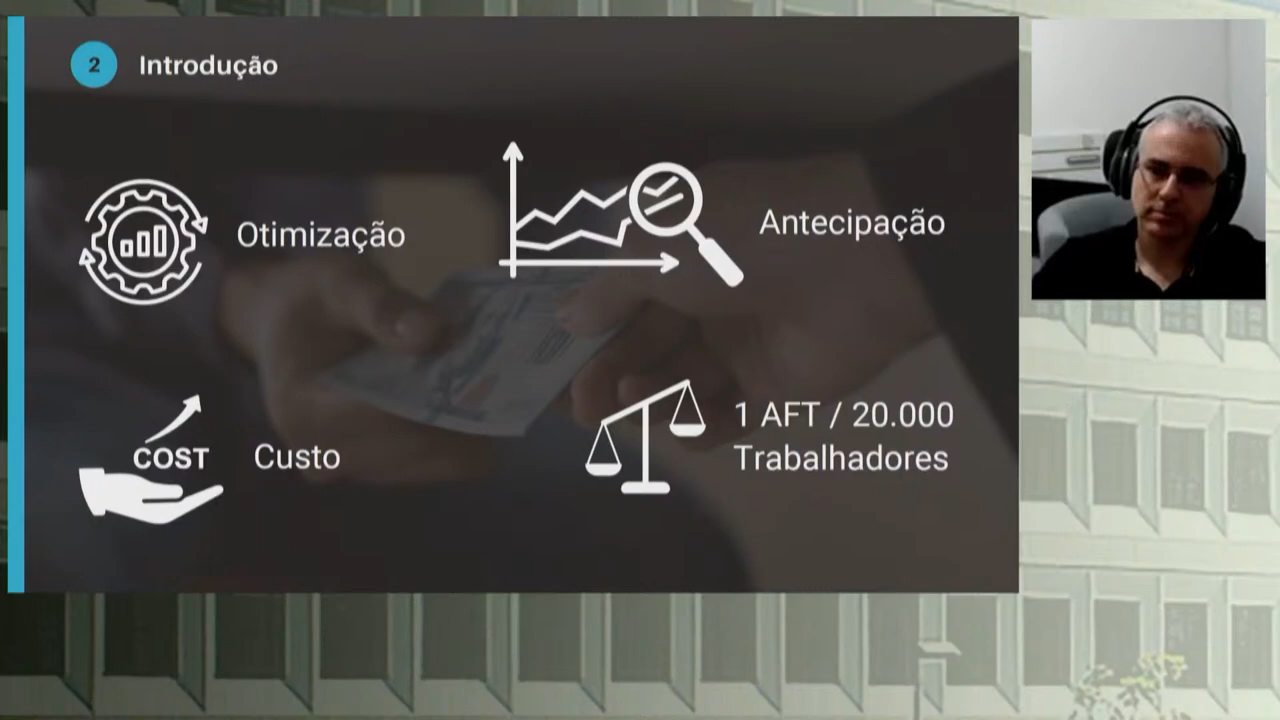 2
Introdução
Otimização
Antecipação
COST
Custo
1 AFT / 20.000
Trabalhadores